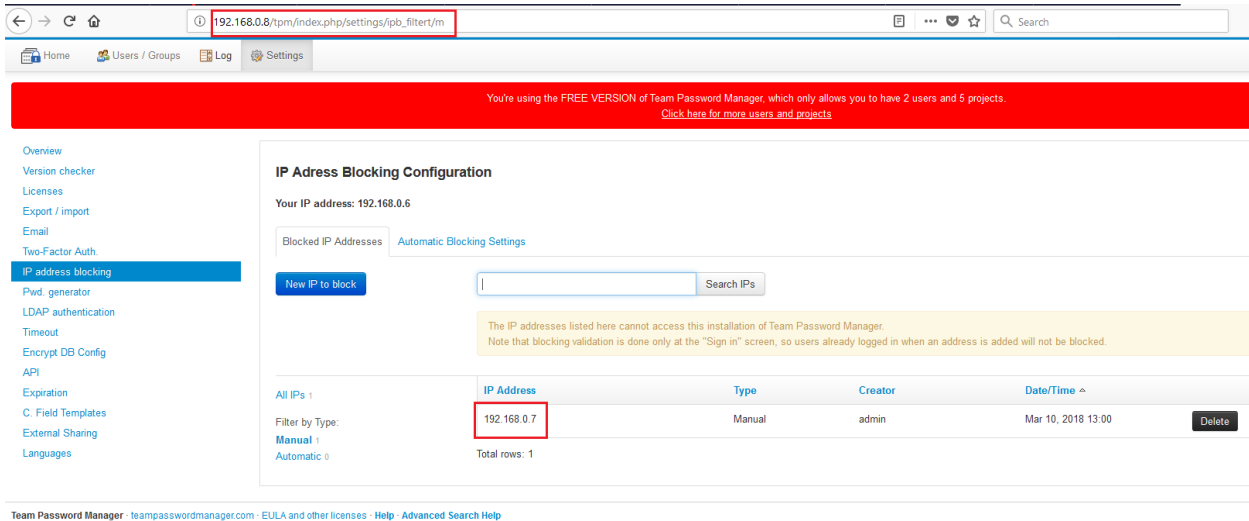 192.168.0.8/tpm/index.php/settings/ipb_filtert/m
Search
Home Users / Groups Log Settings
You're using the FREE VERSION of Team Password Manager, which only allows you to have 2 users and 5 projects.
Click here for more users and projects
Overview
Version checker
Licenses
Export / import
Email
Two-Factor Auth.
IP address blocking
Pwd. generator
LDAP authentication
Timeout
Encrypt DB Config
API
Expiration
C. Field Templates
External Sharing
Languages
IP Adress Blocking Configuration
Your IP address: 192.168.0.6
Blocked IP Addresses Automatic Blocking Settings
New IP to block Search IPs
The IP addresses listed here cannot access this installation of Team Password Manager.
Note that blocking validation is done only at the "Sign in" screen, so users already logged in when an address is added will not be blocked.
All IPs 1
Filter by Type:
Manual 1
Automatic 0
IP Address Type Creator Date/Time
192.168.0.7 Manual admin Mar 10, 2018 13:00 Delete
Total rows: 1
Team Password Manager · teampasswordmanager.com · EULA and other licenses · Help · Advanced Search Help